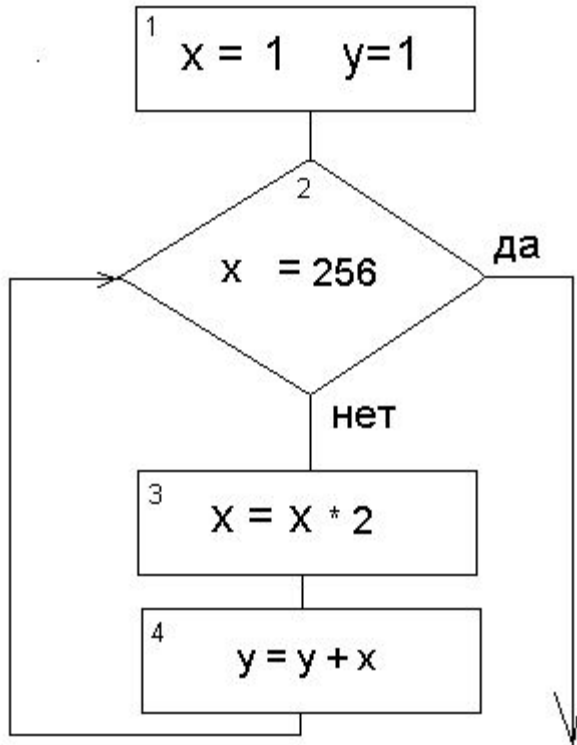 1
x = 1 y=1
2
x = 256
да
нет
3
x = x * 2
4
y = y + x